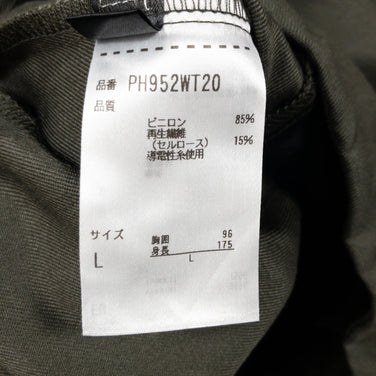 品番 PH952WT20
品質
ビニロン 85%
再生繊維
(セルロース) 15%
導電性糸使用
サイズ 胸囲 96
身長 175
L L